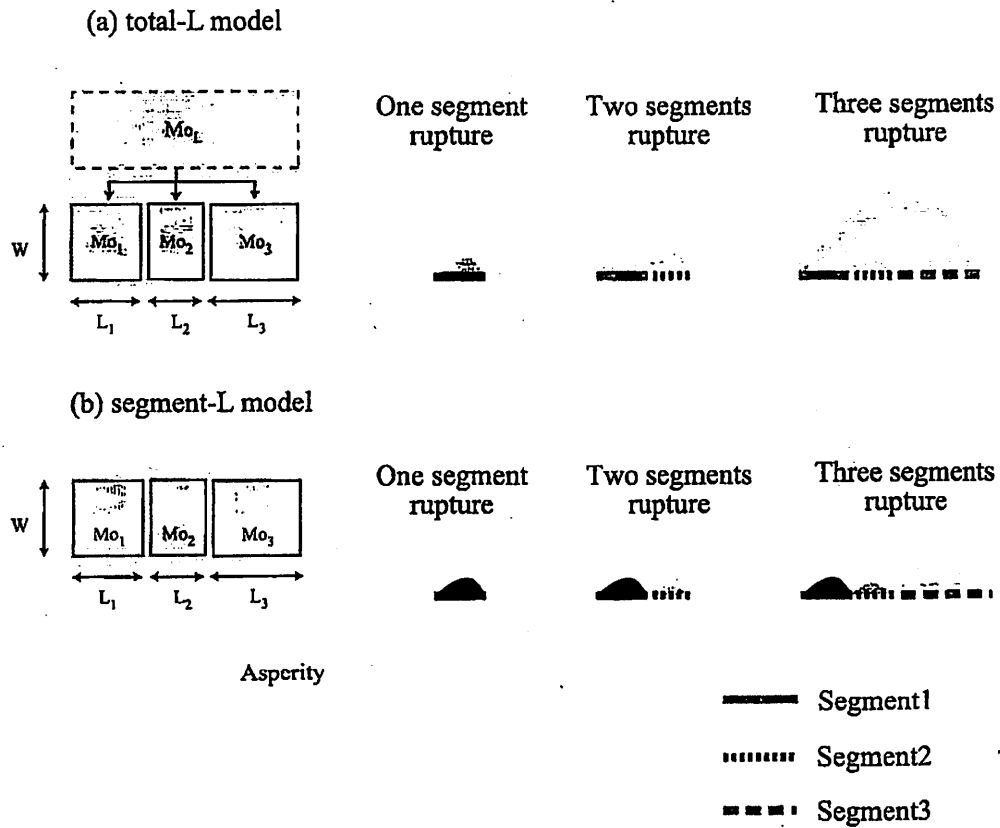 (a) total-L model
One segment
rupture
Two segments
rupture
Three segments
rupture
Mo_L
W
Mo_1
Mo_2
Mo_3
L_1
L_2
L_3
(b) segment-L model
One segment
rupture
Two segments
rupture
Three segments
rupture
W
Mo_1
Mo_2
Mo_3
L_1
L_2
L_3
Asperity
Segment1
Segment2
Segment3